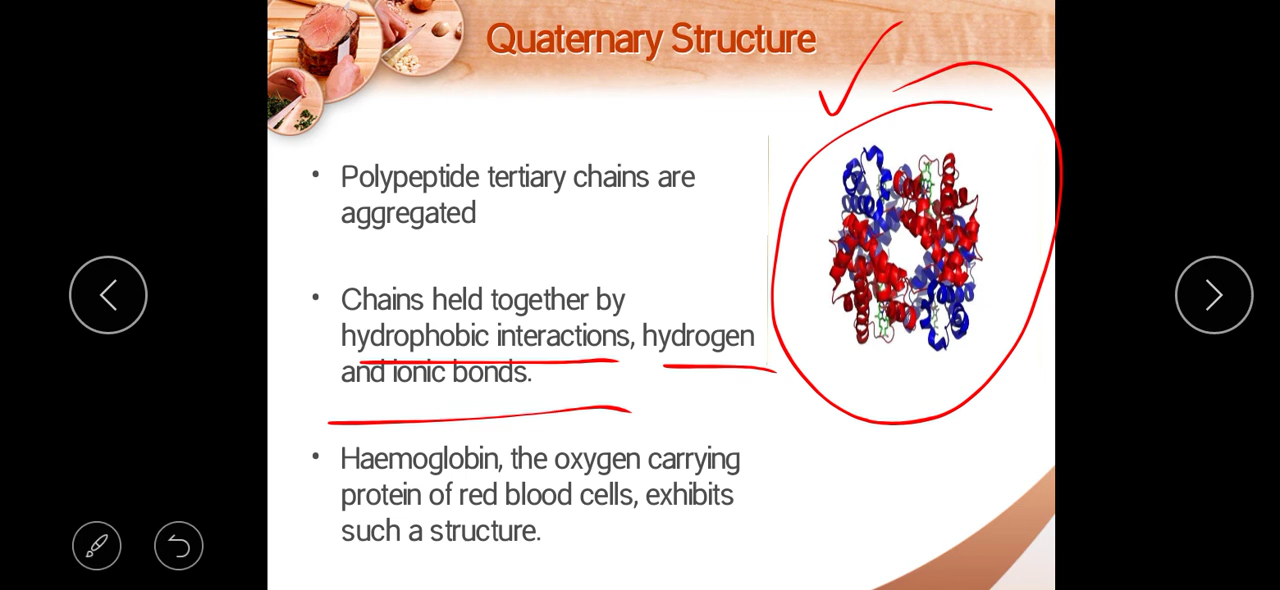 Quaternary Structure
• Polypeptide tertiary chains are
aggregated
• Chains held together by
hydrophobic interactions, hydrogen
and ionic bonds.
• Haemoglobin, the oxygen carrying
protein of red blood cells, exhibits
such a structure.